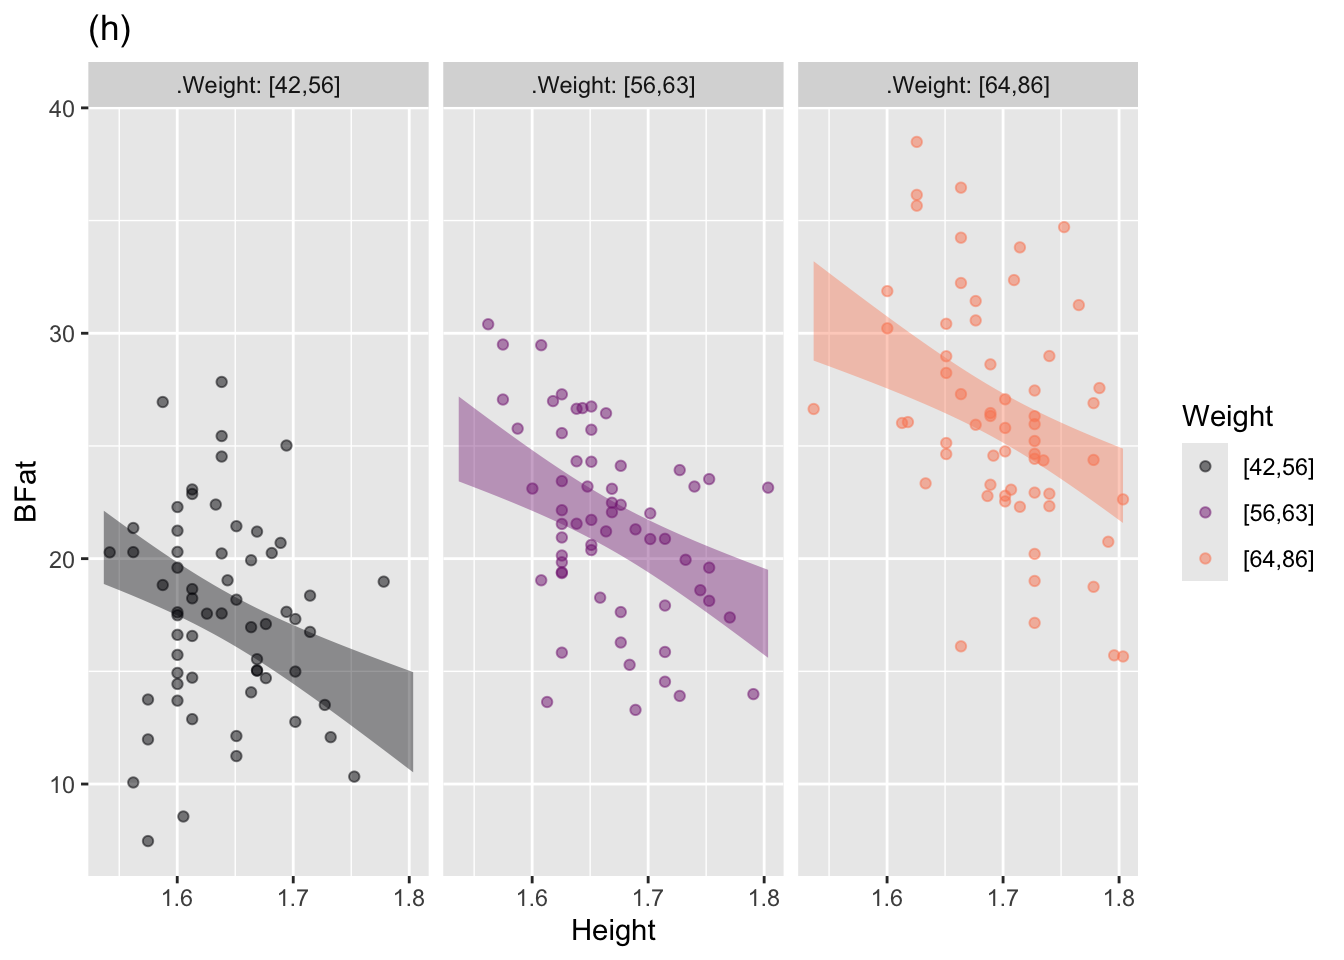 (h)
.Weight: [42,56] .Weight: [56,63] .Weight: [64,86]
40
30
20
10
BFat
1.6 1.7 1.8 1.6 1.7 1.8 1.6 1.7 1.8
Height
Weight
[42,56]
[56,63]
[64,86]